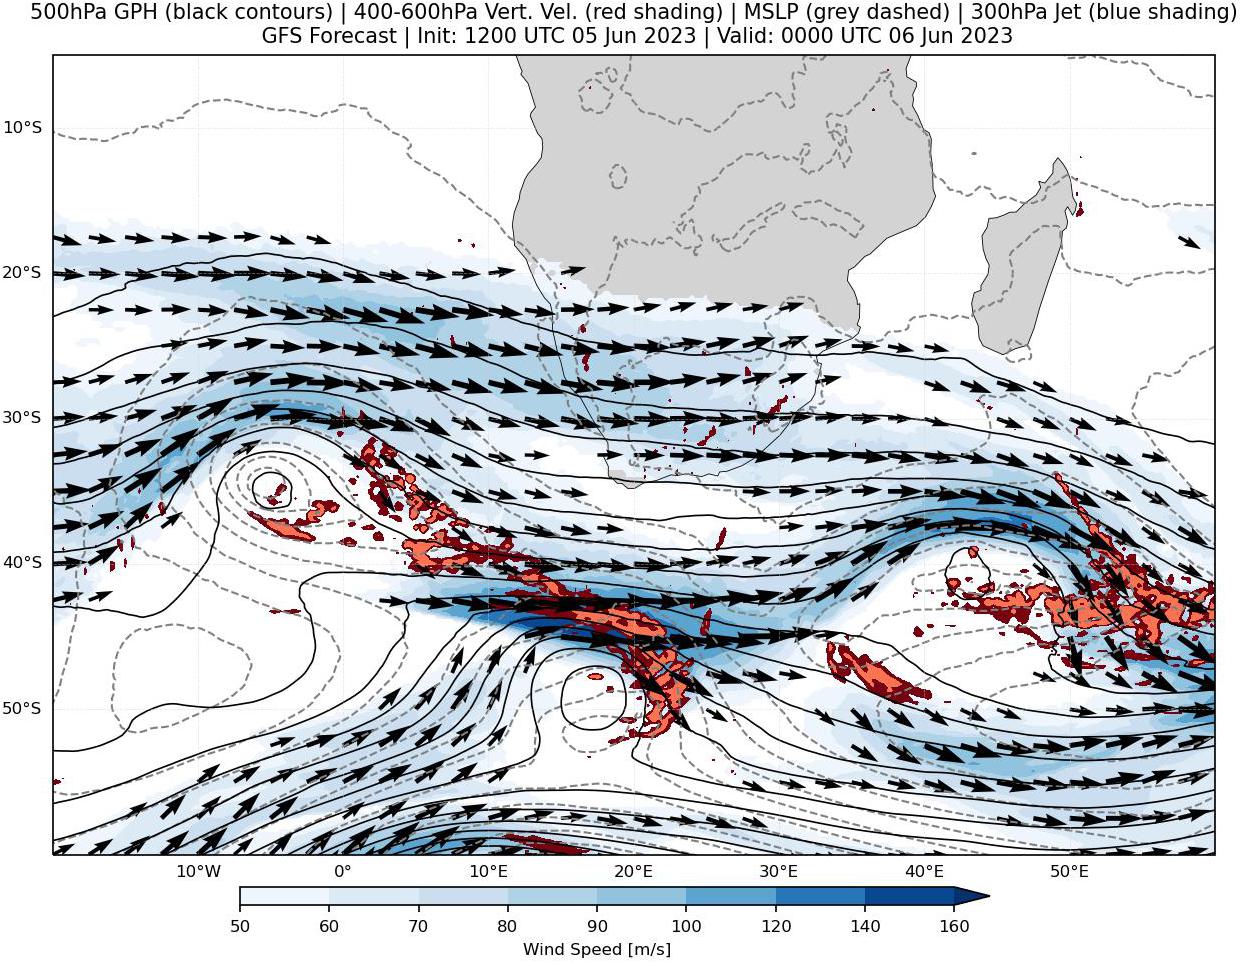 500hPa GPH (black contours) | 400-600hPa Vert. Vel. (red shading) | MSLP (grey dashed) | 300hPa Jet (blue shading)
GFS Forecast | Init: 1200 UTC 05 Jun 2023 | Valid: 0000 UTC 06 Jun 2023
10°S
20°S
30°S
40°S
50°S
10°W 0° 10°E 20°E 30°E 40°E 50°E
50 60 70 80 90 100 120 140 160
Wind Speed [m/s]